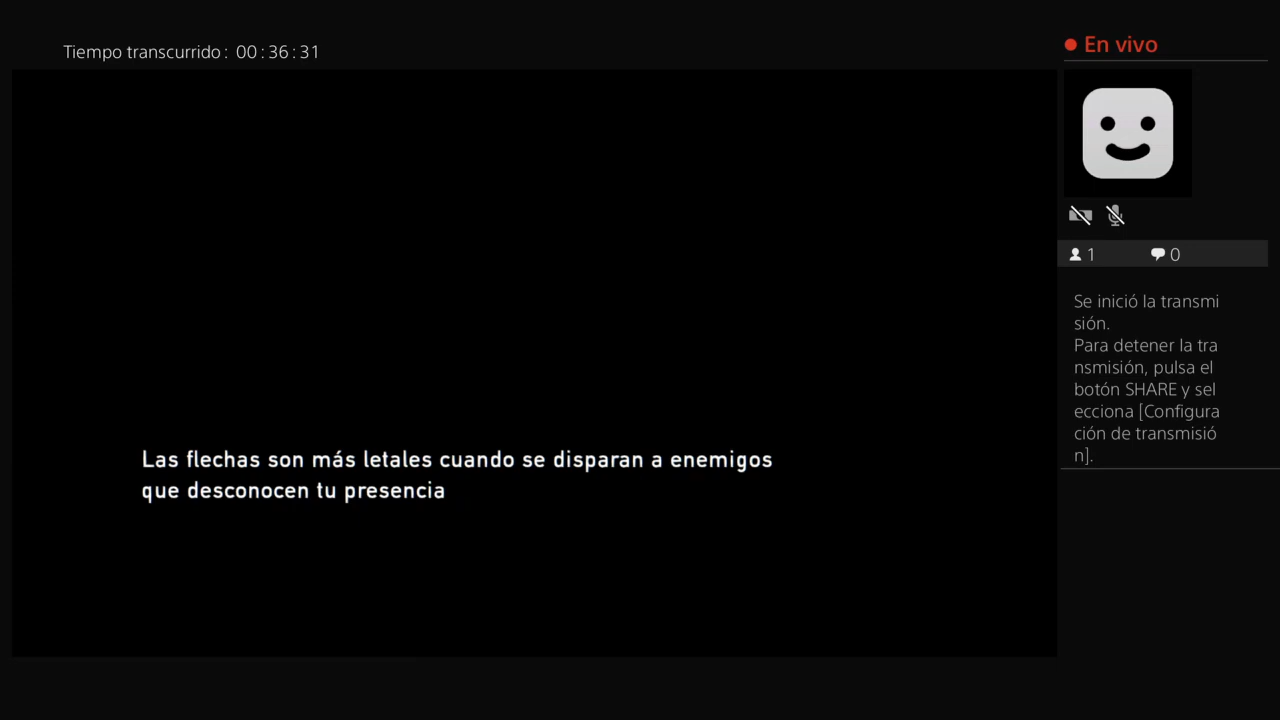 Tiempo transcurrido : 00 : 36 : 31
En vivo
1 0
Se inició la transmi
sión.
Para detener la tra
nsmisión, pulsa el
botón SHARE y sel
ecciona [Configura
ción de transmisió
n].
Las flechas son más letales cuando se disparan a enemigos
que desconocen tu presencia